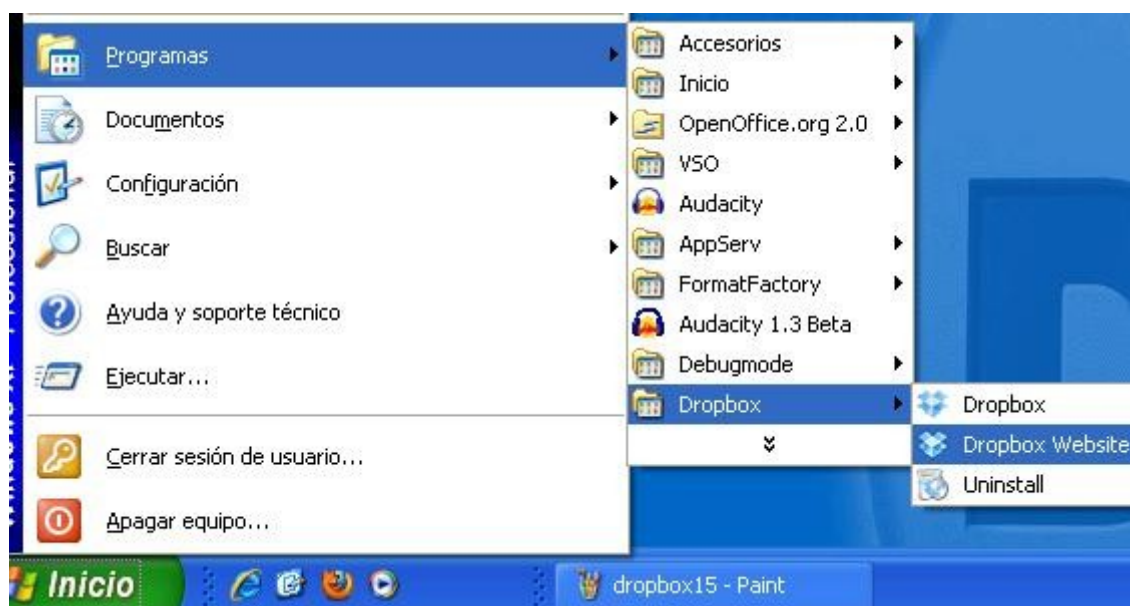 Programas
Documentos
Configuración
Buscar
Ayuda y soporte técnico
Ejecutar...
Cerrar sesión de usuario...
Apagar equipo...
Accesorios
Inicio
OpenOffice.org 2.0
VSO
Audacity
AppServ
FormatFactory
Audacity 1.3 Beta
Debugmode
Dropbox
Dropbox
Dropbox Website
Uninstall
Inicio
dropbox15 - Paint